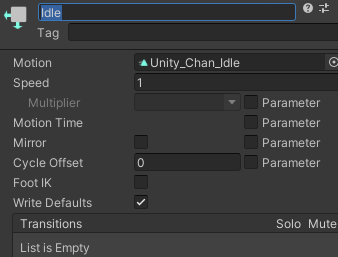 Idle
Tag
Motion Unity_Chan_Idle
Speed 1
Multiplier Parameter
Motion Time Parameter
Mirror Parameter
Cycle Offset 0 Parameter
Foot IK
Write Defaults
Transitions Solo Mute
List is Empty